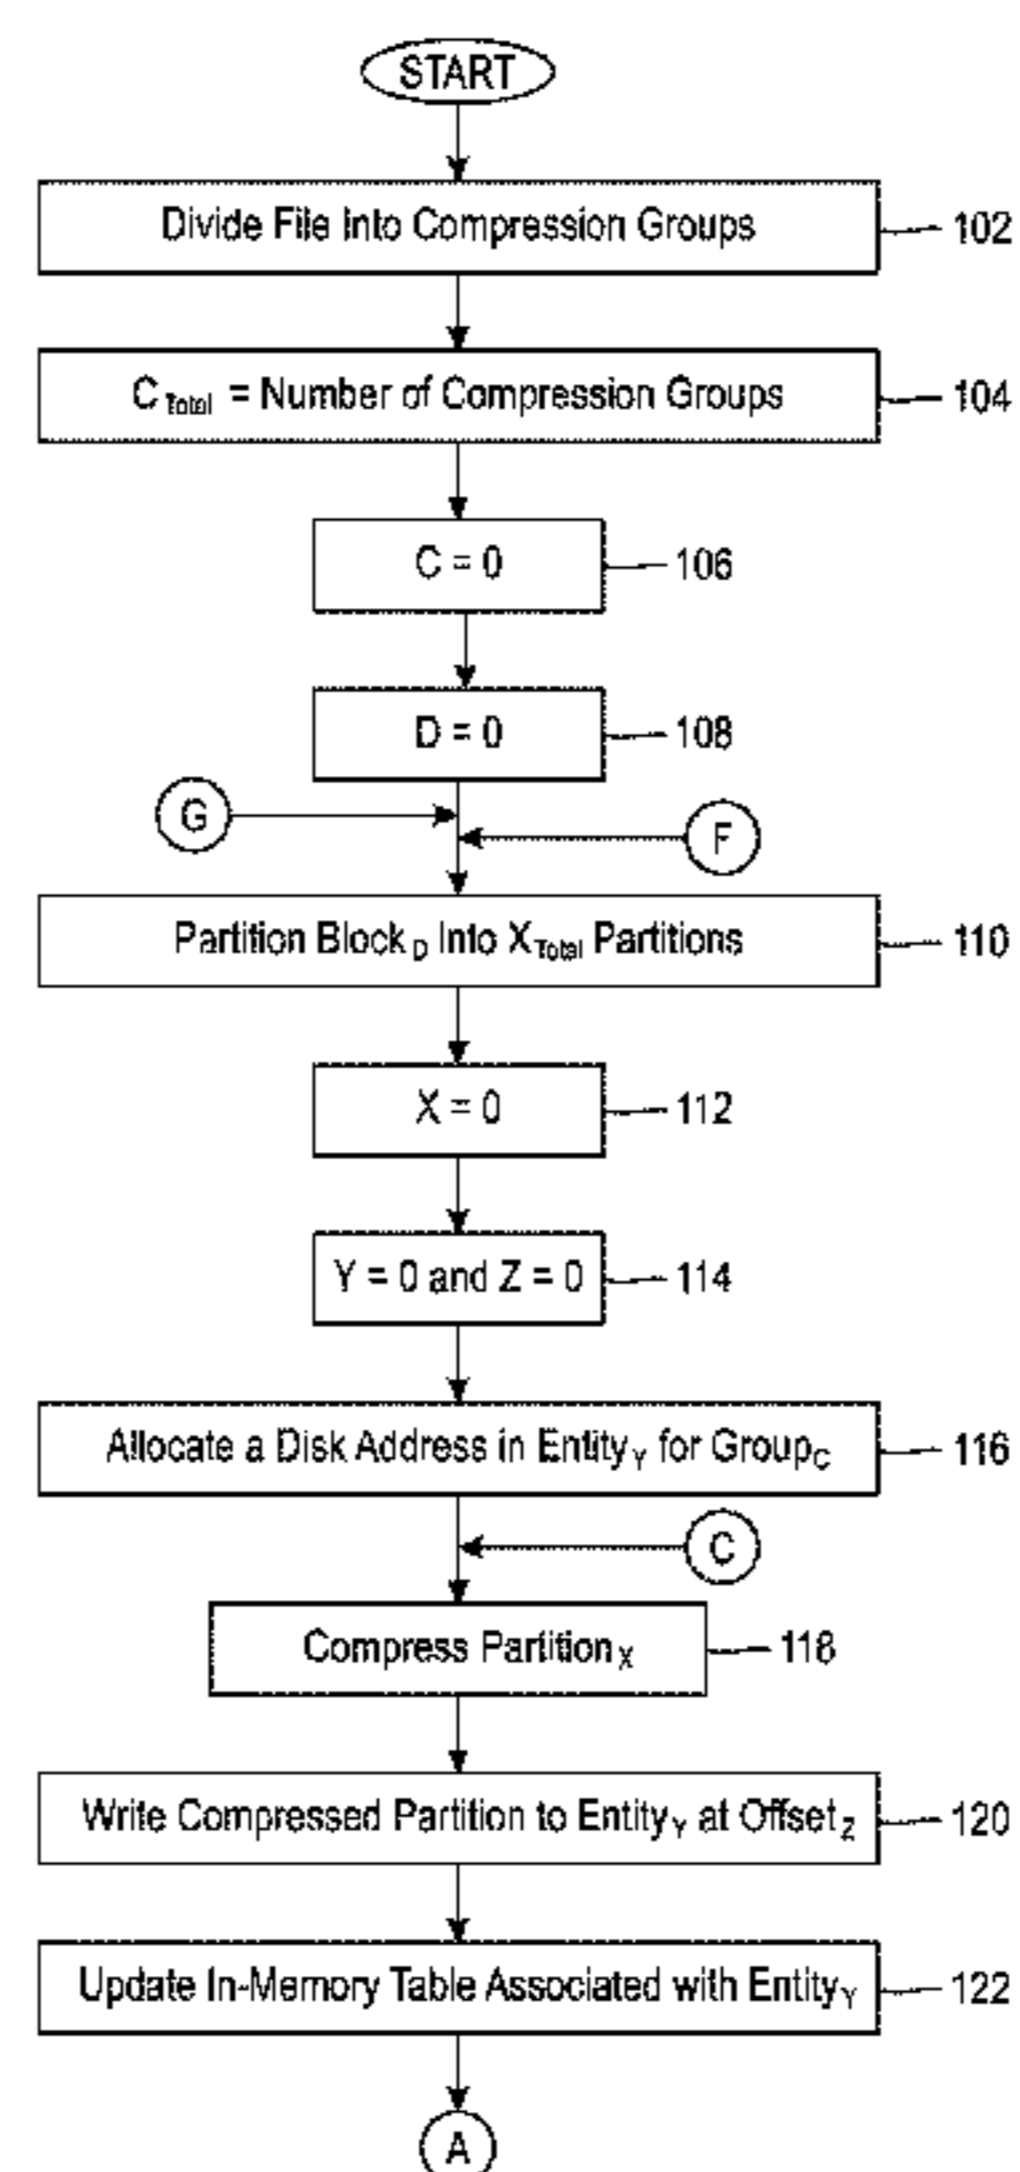 START
Divide File Into Compression Groups
102
C Total = Number of Compression Groups
104
C = 0
106
D = 0
108
G
F
Partition Block D Into X Total Partitions
110
X = 0
112
Y = 0 and Z = 0
114
Allocate a Disk Address in Entity Y for Group C
116
C
Compress Partition X
118
Write Compressed Partition to Entity Y at Offset Z
120
Update In-Memory Table Associated with Entity Y
122
A